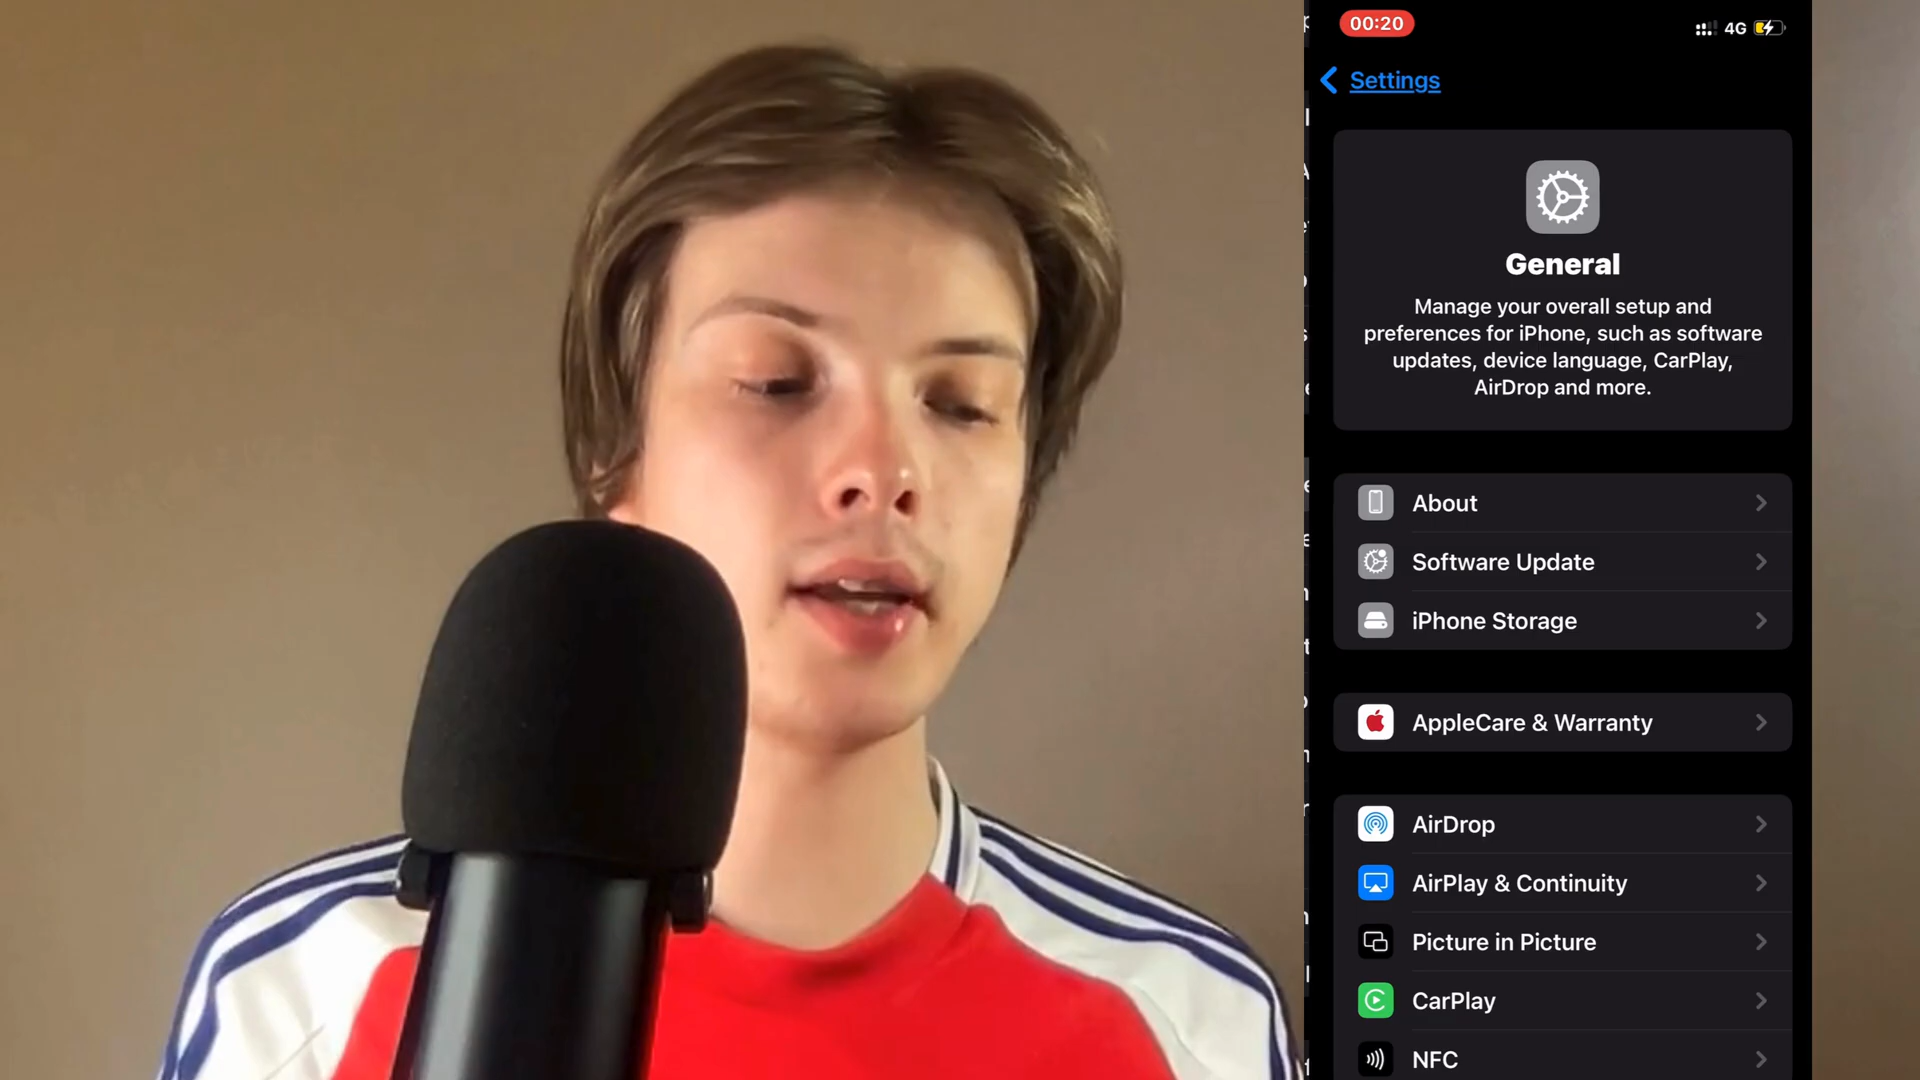 00:20
4G
Settings
General
Manage your overall setup and
preferences for iPhone, such as software
updates, device language, CarPlay,
AirDrop and more.
About
Software Update
iPhone Storage
AppleCare & Warranty
AirDrop
AirPlay & Continuity
Picture in Picture
CarPlay
NFC